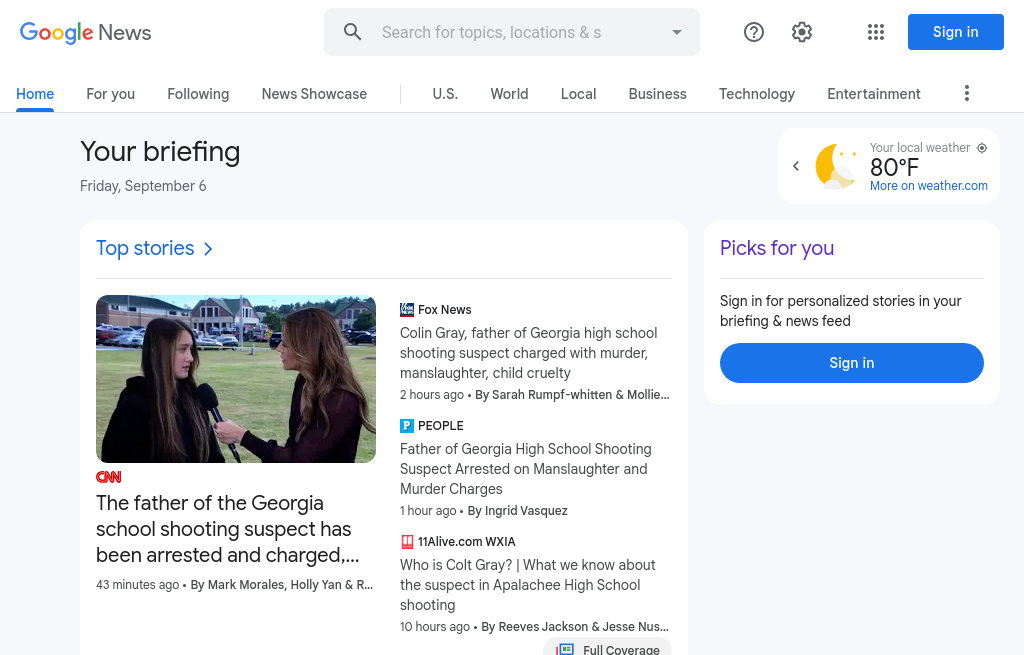 Google News
Search for topics, locations & s
Sign in
Home
For you
Following
News Showcase
U.S.
World
Local
Business
Technology
Entertainment
Your briefing
Friday, September 6
Your local weather
80°F
More on weather.com
Top stories
CNN
The father of the Georgia
school shooting suspect has
been arrested and charged,...
43 minutes ago • By Mark Morales, Holly Yan & R...
Fox News
Colin Gray, father of Georgia high school
shooting suspect charged with murder,
manslaughter, child cruelty
2 hours ago • By Sarah Rumpf-whitten & Mollie...
P PEOPLE
Father of Georgia High School Shooting
Suspect Arrested on Manslaughter and
Murder Charges
1 hour ago • By Ingrid Vasquez
11Alive.com WXIA
Who is Colt Gray? | What we know about
the suspect in Apalachee High School
shooting
10 hours ago • By Reeves Jackson & Jesse Nus...
Full Coverage
Picks for you
Sign in for personalized stories in your
briefing & news feed
Sign in